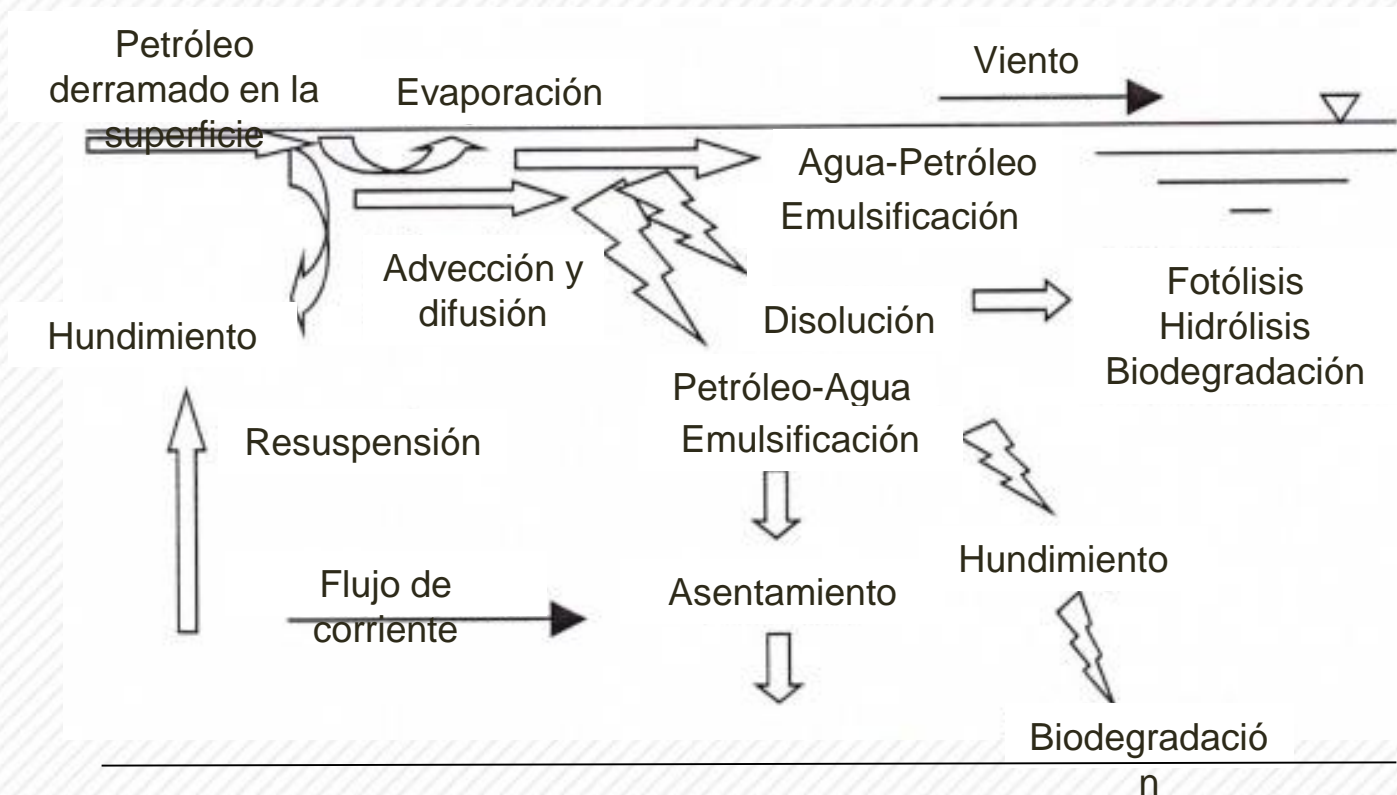 Petróleo
derramado en la
superficie
Evaporación
Viento
Agua-Petróleo
Emulsificación
Advección y
difusión
Disolución
Fotólisis
Hidrólisis
Biodegradación
Hundimiento
Petróleo-Agua
Emulsificación
Resuspensión
Hundimiento
Flujo de
corriente
Asentamiento
Biodegradació
n